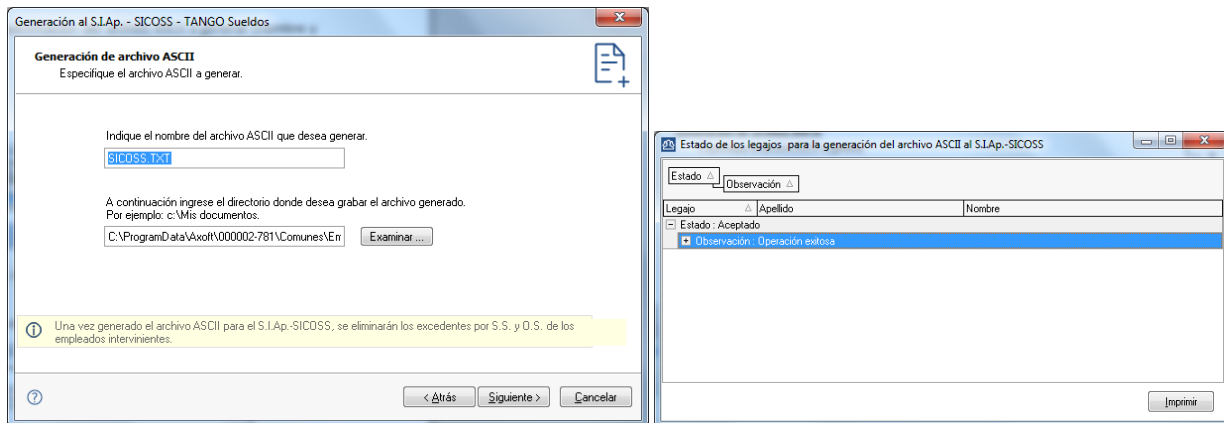 Generación al S.I.Ap. - SICOSS - TANGO Sueldos
Generación de archivo ASCII
Especifique el archivo ASCII a generar.
Indique el nombre del archivo ASCII que desea generar.
SICOSS.TXT
A continuación ingrese el directorio donde desea grabar el archivo generado.
Por ejemplo: c:\Mis documentos.
C:\ProgramData\Axoft\000002-781\Comunes\Em
Examinar ...
Una vez generado el archivo ASCII para el S.I.Ap.-SICOSS, se eliminarán los excedentes por S.S. y O.S. de los
empleados intervinientes.
< Atrás
Siguiente >
Cancelar
Estado de los legajos para la generación del archivo ASCII al S.I.Ap.-SICOSS
Estado
Observación
Legajo
Apellido
Nombre
Estado : Aceptado
Observación : Operación exitosa
Imprimir